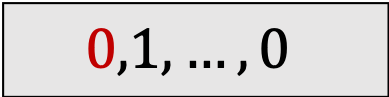 0,1, … , 0